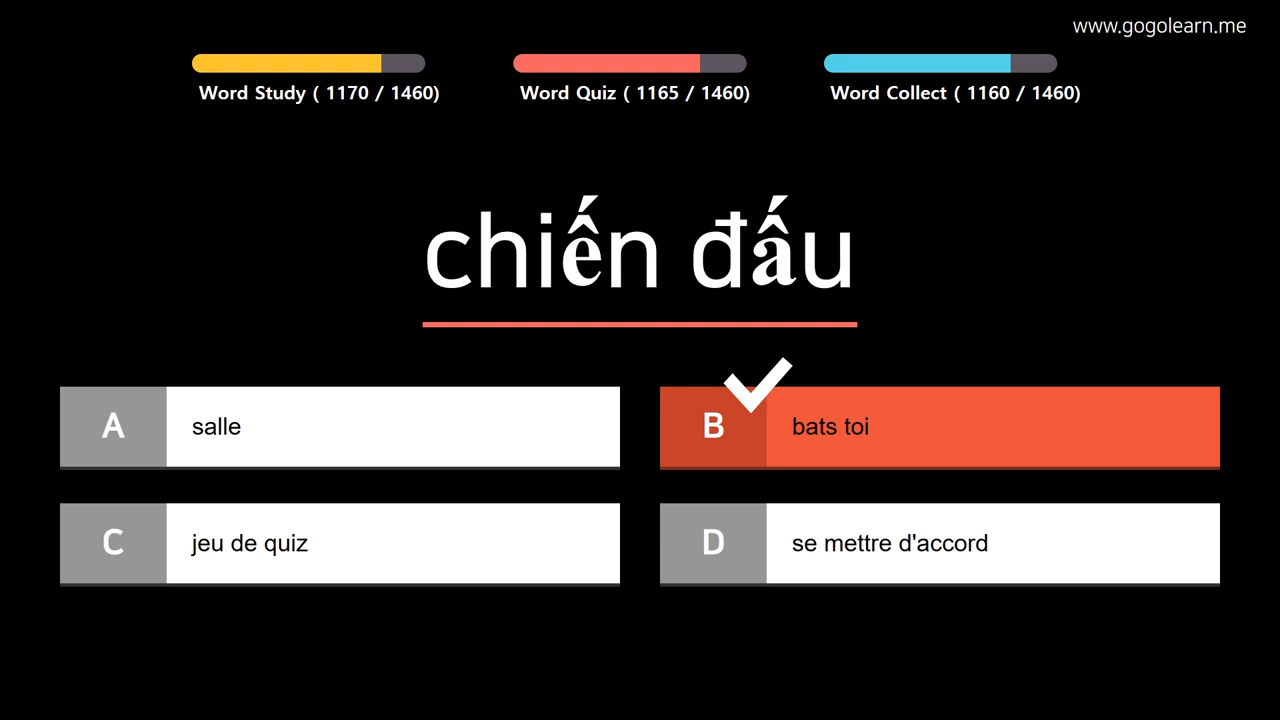 www.gogolearn.me
Word Study ( 1170 / 1460)
Word Quiz ( 1165 / 1460)
Word Collect ( 1160 / 1460)
chiến đấu
A salle
B bats toi
C jeu de quiz
D se mettre d'accord